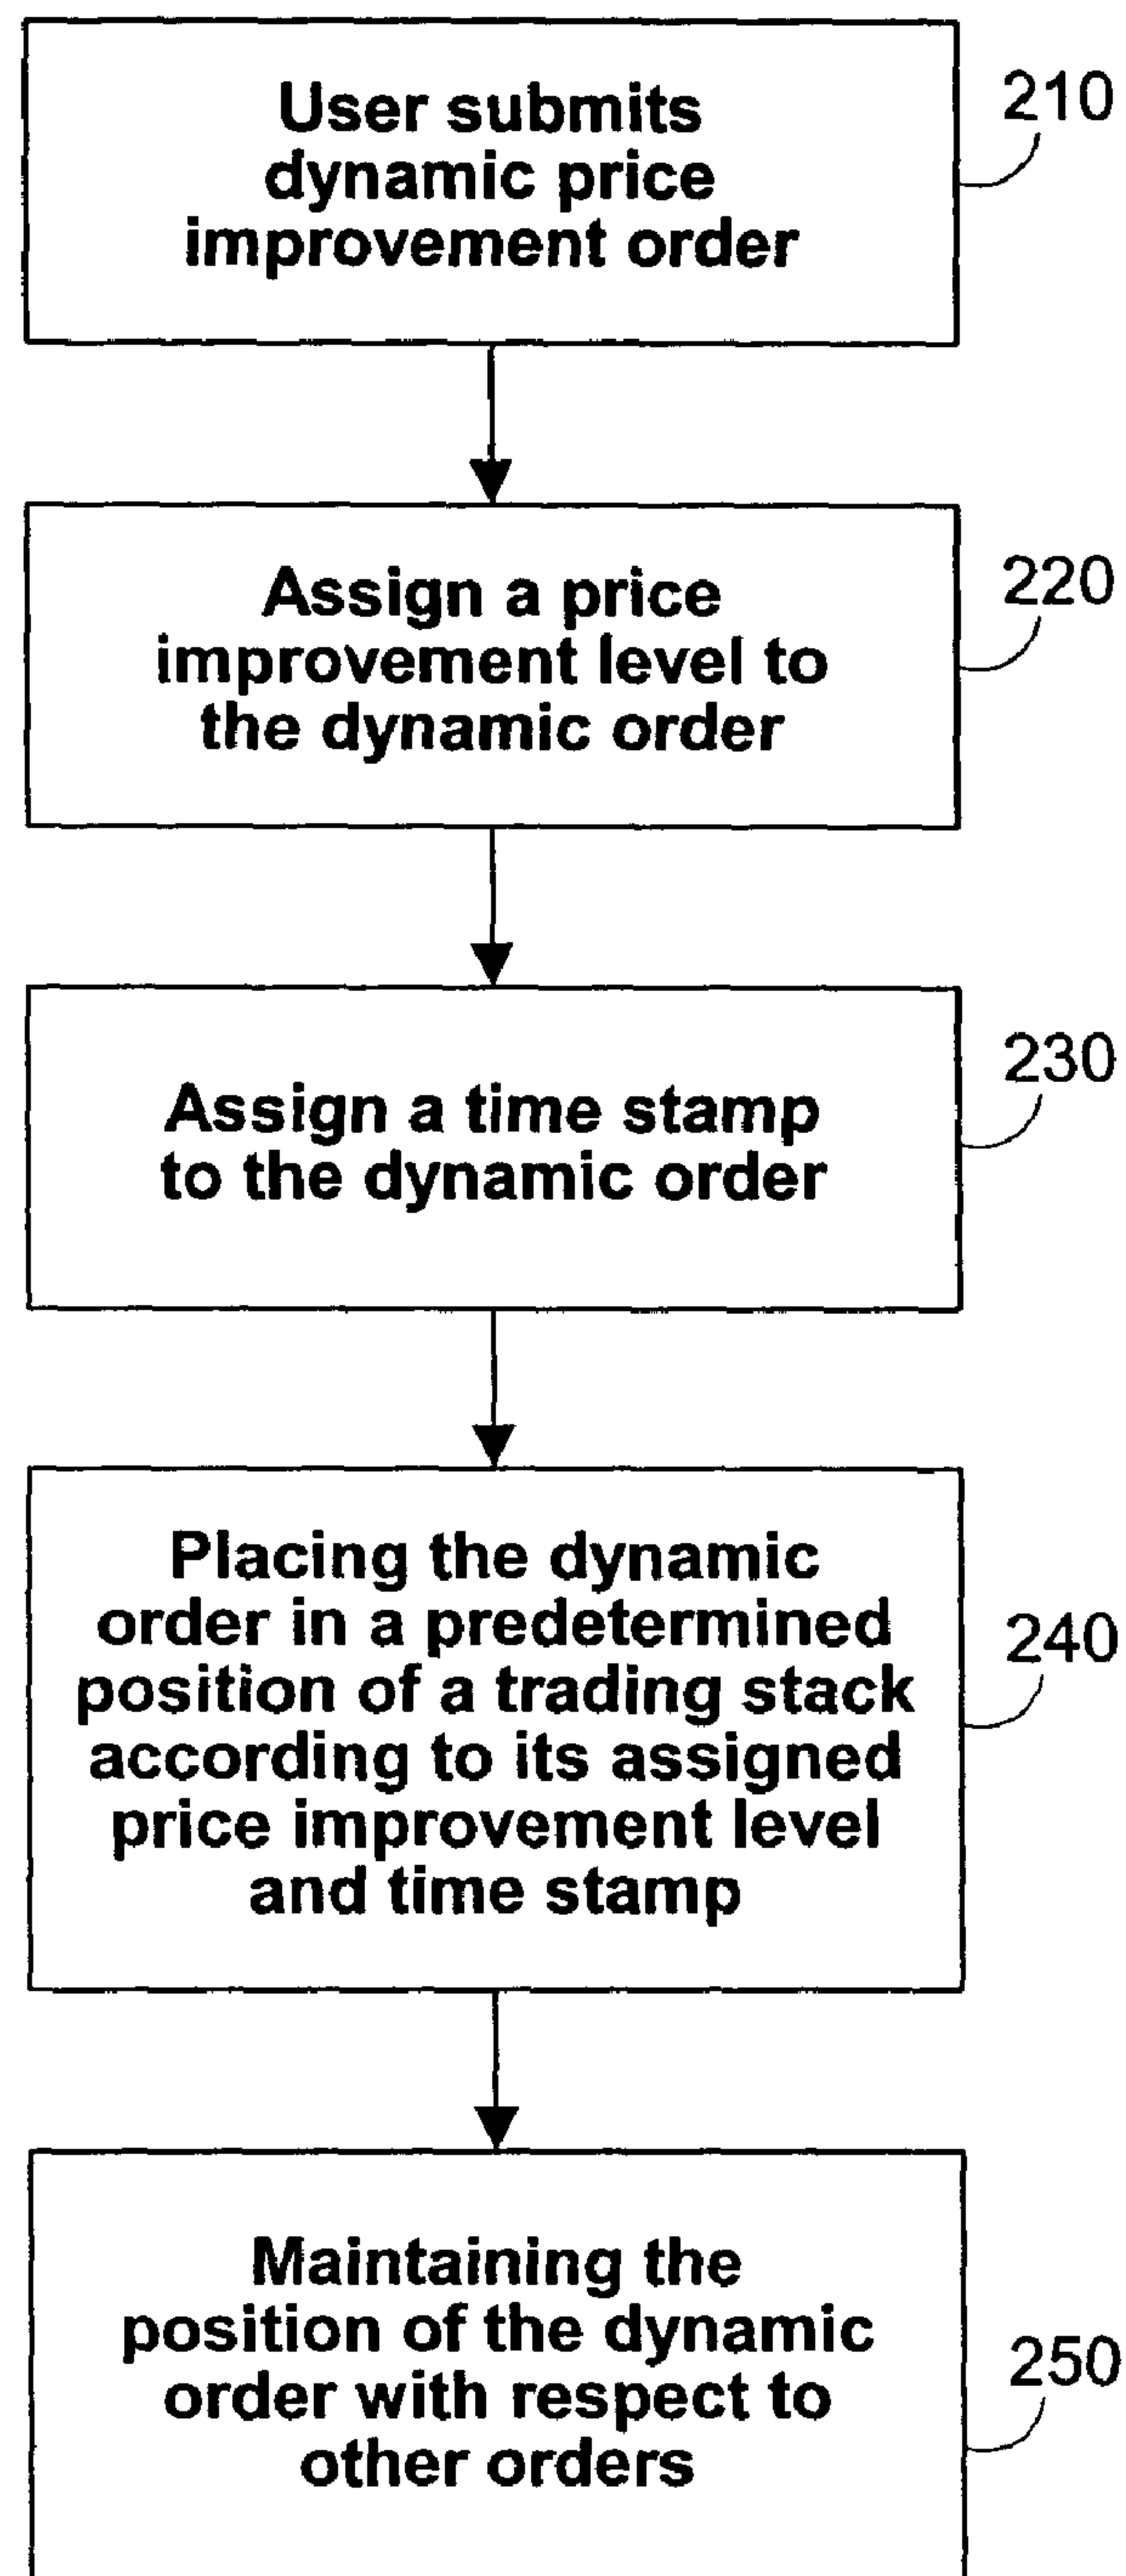 User submits
dynamic price
improvement order
210
Assign a price
improvement level to
the dynamic order
220
Assign a time stamp
to the dynamic order
230
Placing the dynamic
order in a predetermined
position of a trading stack
according to its assigned
price improvement level
and time stamp
240
Maintaining the
position of the dynamic
order with respect to
other orders
250